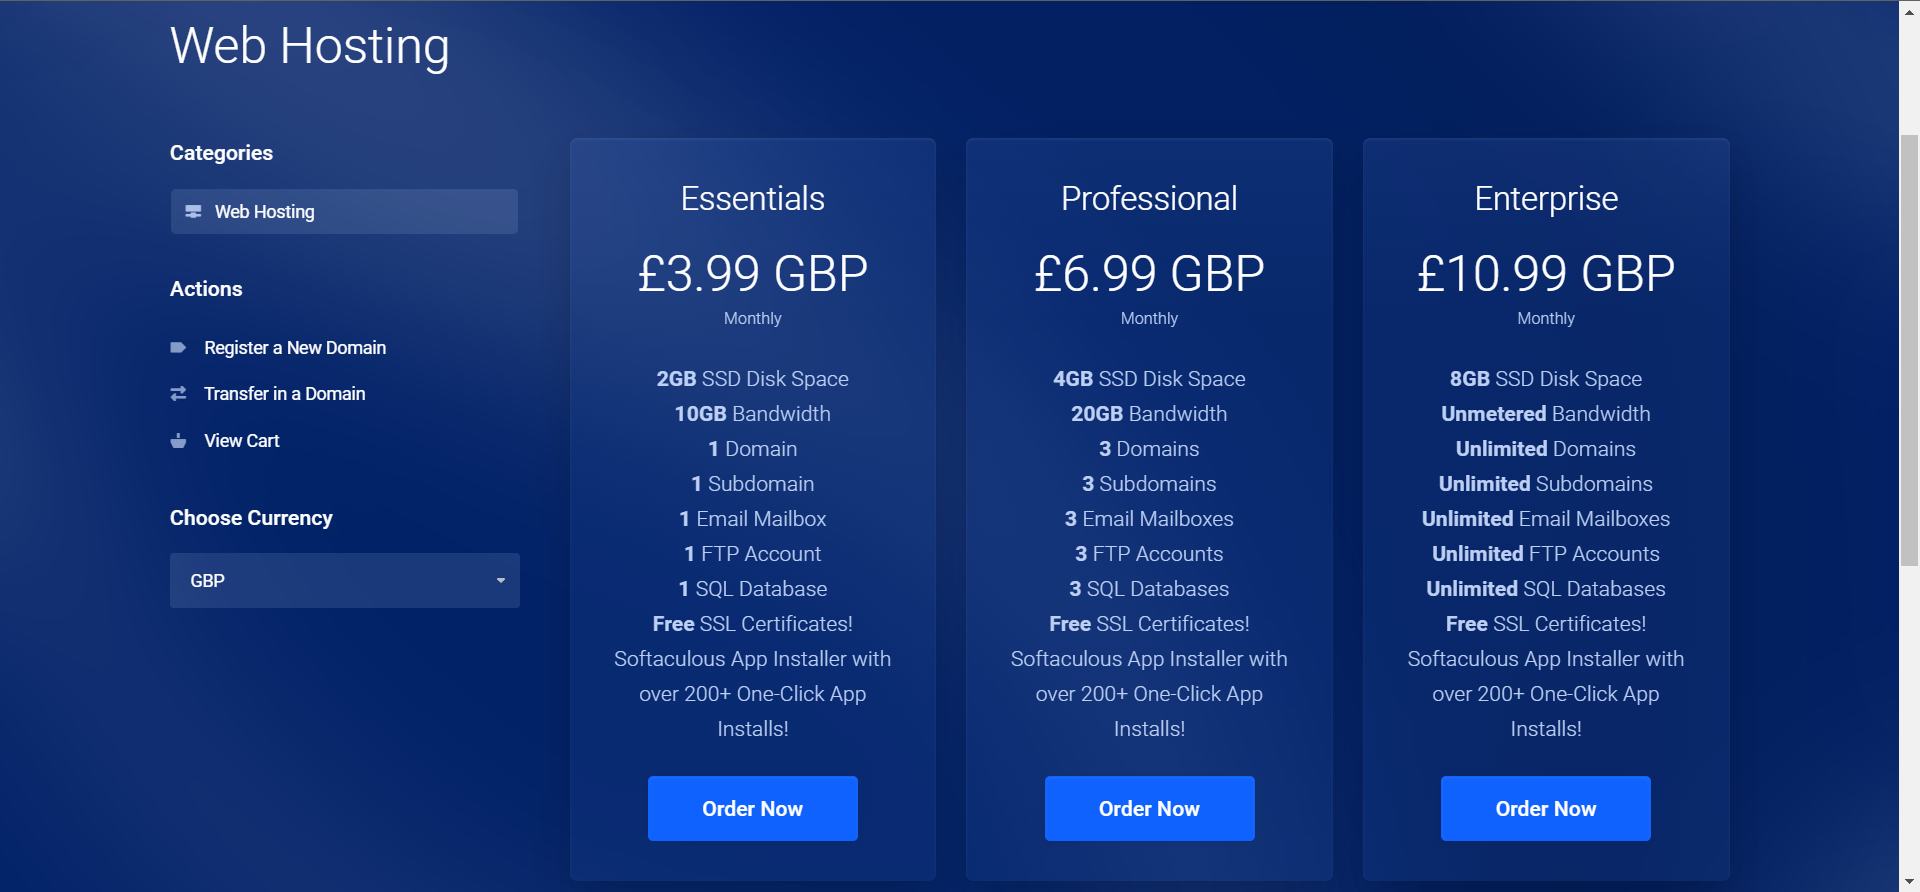 Web Hosting
Categories
Web Hosting
Actions
Register a New Domain
Transfer in a Domain
View Cart
Choose Currency
GBP
Essentials
£3.99 GBP
Monthly
2GB SSD Disk Space
10GB Bandwidth
1 Domain
1 Subdomain
1 Email Mailbox
1 FTP Account
1 SQL Database
Free SSL Certificates!
Softaculous App Installer with
over 200+ One-Click App
Installs!
Order Now
Professional
£6.99 GBP
Monthly
4GB SSD Disk Space
20GB Bandwidth
3 Domains
3 Subdomains
3 Email Mailboxes
3 FTP Accounts
3 SQL Databases
Free SSL Certificates!
Softaculous App Installer with
over 200+ One-Click App
Installs!
Order Now
Enterprise
£10.99 GBP
Monthly
8GB SSD Disk Space
Unmetered Bandwidth
Unlimited Domains
Unlimited Subdomains
Unlimited Email Mailboxes
Unlimited FTP Accounts
Unlimited SQL Databases
Free SSL Certificates!
Softaculous App Installer with
over 200+ One-Click App
Installs!
Order Now